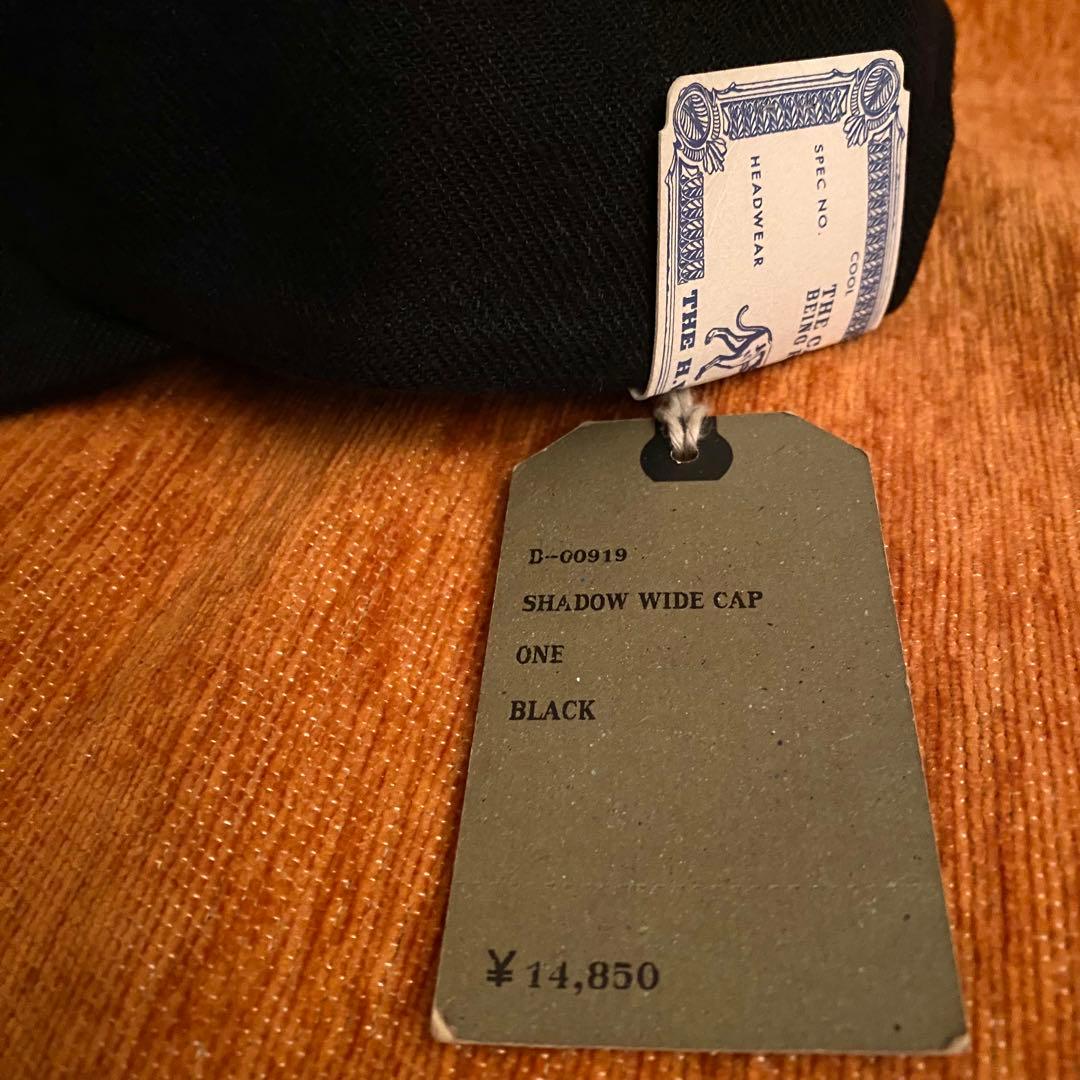 SPEC NO.
HEADWEAR
COOL
THE
BEING
THE H.
D-00919
SHADOW WIDE CAP
ONE
BLACK
¥14,850